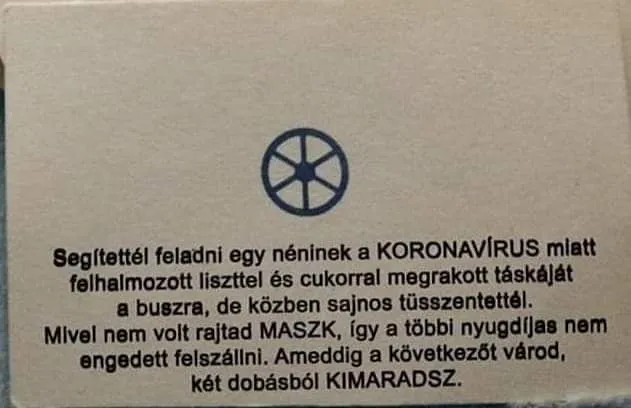 Segítettél feladni egy néninek a KORONAVÍRUS miatt
felhalmozott liszttel és cukorral megrakott táskáját
a buszra, de közben sajnos tüsszentettél.
Mivel nem volt rajtad MASZK, így a többi nyugdíjas nem
engedett felszállni. Ameddig a következőt várod,
két dobásból KIMARADSZ.